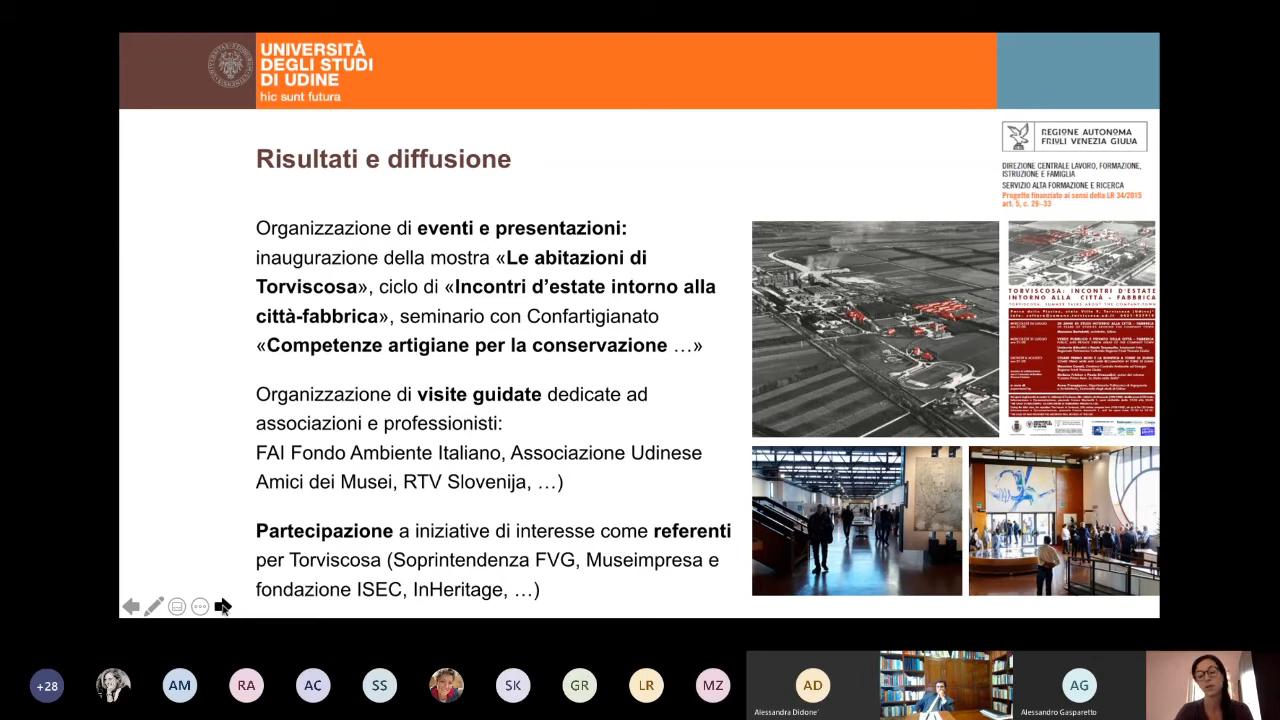 UNIVERSITÀ
DEGLI STUDI
DI UDINE
hic sunt futura
REGIONE AUTONOMA
FRIULI VENEZIA GIULIA
DIREZIONE CENTRALE LAVORO, FORMAZIONE,
ISTRUZIONE E FAMIGLIA
SERVIZIO ALTA FORMAZIONE E RICERCA
Progetto finanziato ai sensi della LR 34/2015
art. 5, c. 29–33
Risultati e diffusione
Organizzazione di eventi e presentazioni:
inaugurazione della mostra «Le abitazioni di
Torviscosa», ciclo di «Incontri d’estate intorno alla
città-fabbrica», seminario con Confartigianato
«Competenze artigiane per la conservazione …»
Organizzazione di visite guidate dedicate ad
associazioni e professionisti:
FAI Fondo Ambiente Italiano, Associazione Udinese
Amici dei Musei, RTV Slovenija, …)
Partecipazione a iniziative di interesse come referenti
per Torviscosa (Soprintendenza FVG, Museimpresa e
fondazione ISEC, InHeritage, …)
TORVISCOSA: INCONTRI D'ESTATE
INTORNO ALLA CITTÀ - FABBRICA
+28
AM
RA
AC
SS
SK
GR
LR
MZ
AD
Alessandra Didone'
AG
Alessandro Gasparetto